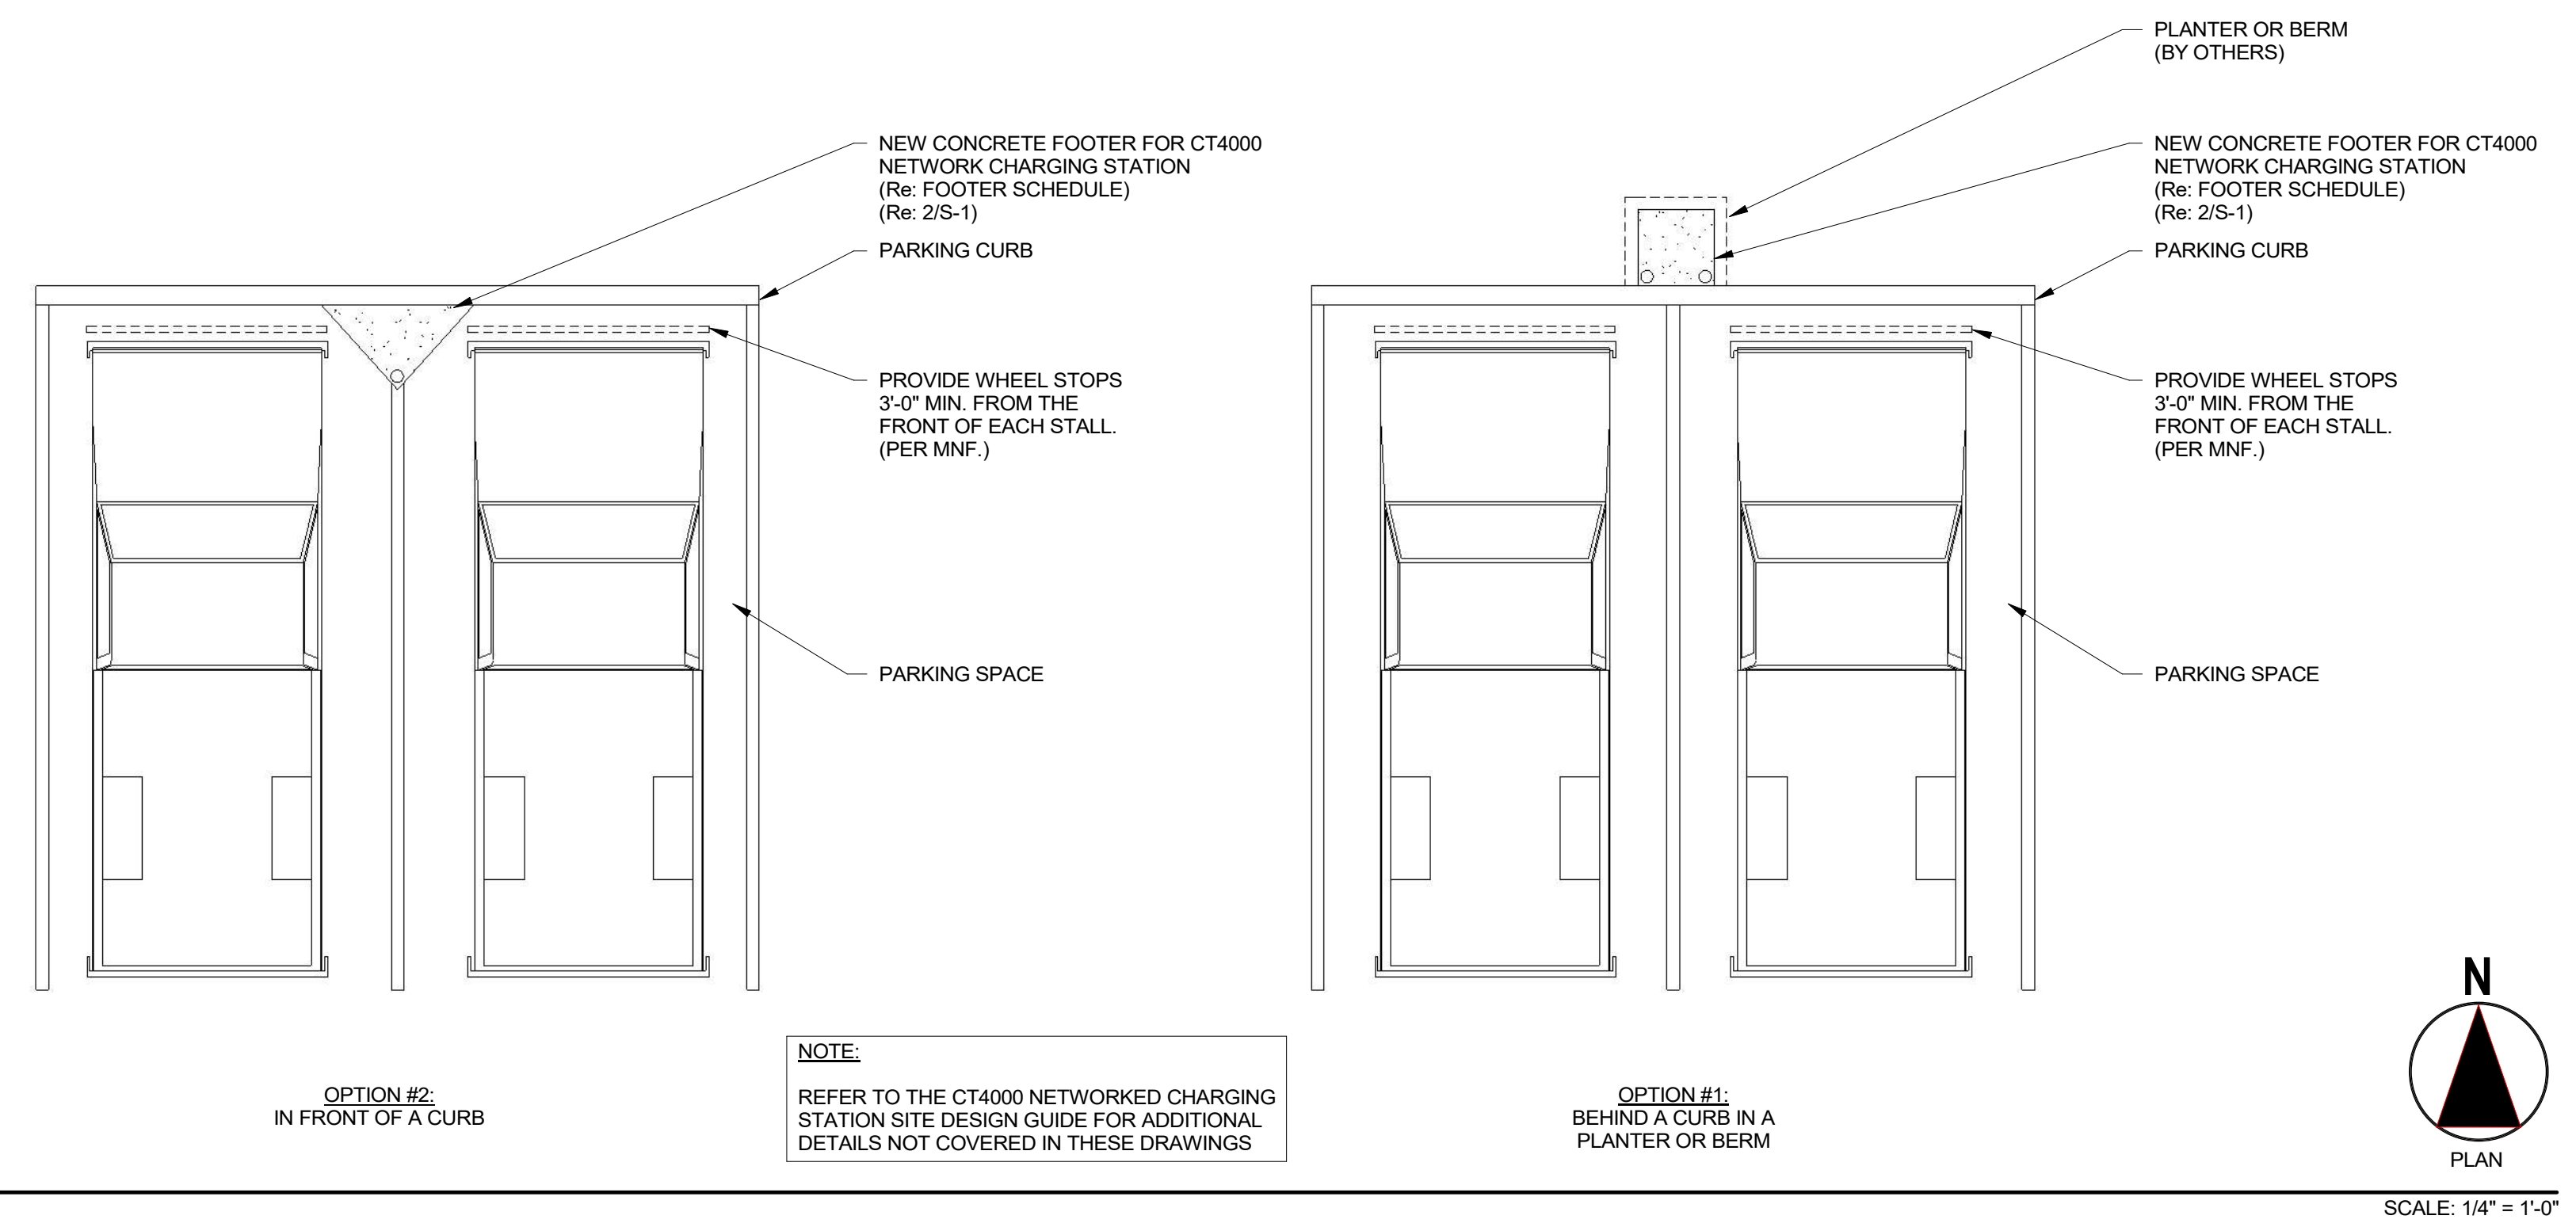 PLANTER OR BERM
(BY OTHERS)
NEW CONCRETE FOOTER FOR CT4000
NETWORK CHARGING STATION
(Re: FOOTER SCHEDULE)
(Re: 2/S-1)
PARKING CURB
PROVIDE WHEEL STOPS
3'-0" MIN. FROM THE
FRONT OF EACH STALL.
(PER MNF.)
PARKING SPACE
NEW CONCRETE FOOTER FOR CT4000
NETWORK CHARGING STATION
(Re: FOOTER SCHEDULE)
(Re: 2/S-1)
PARKING CURB
PROVIDE WHEEL STOPS
3'-0" MIN. FROM THE
FRONT OF EACH STALL.
(PER MNF.)
PARKING SPACE
OPTION #2:
IN FRONT OF A CURB
NOTE:
REFER TO THE CT4000 NETWORKED CHARGING
STATION SITE DESIGN GUIDE FOR ADDITIONAL
DETAILS NOT COVERED IN THESE DRAWINGS
OPTION #1:
BEHIND A CURB IN A
PLANTER OR BERM
N
PLAN
SCALE: 1/4" = 1'-0"